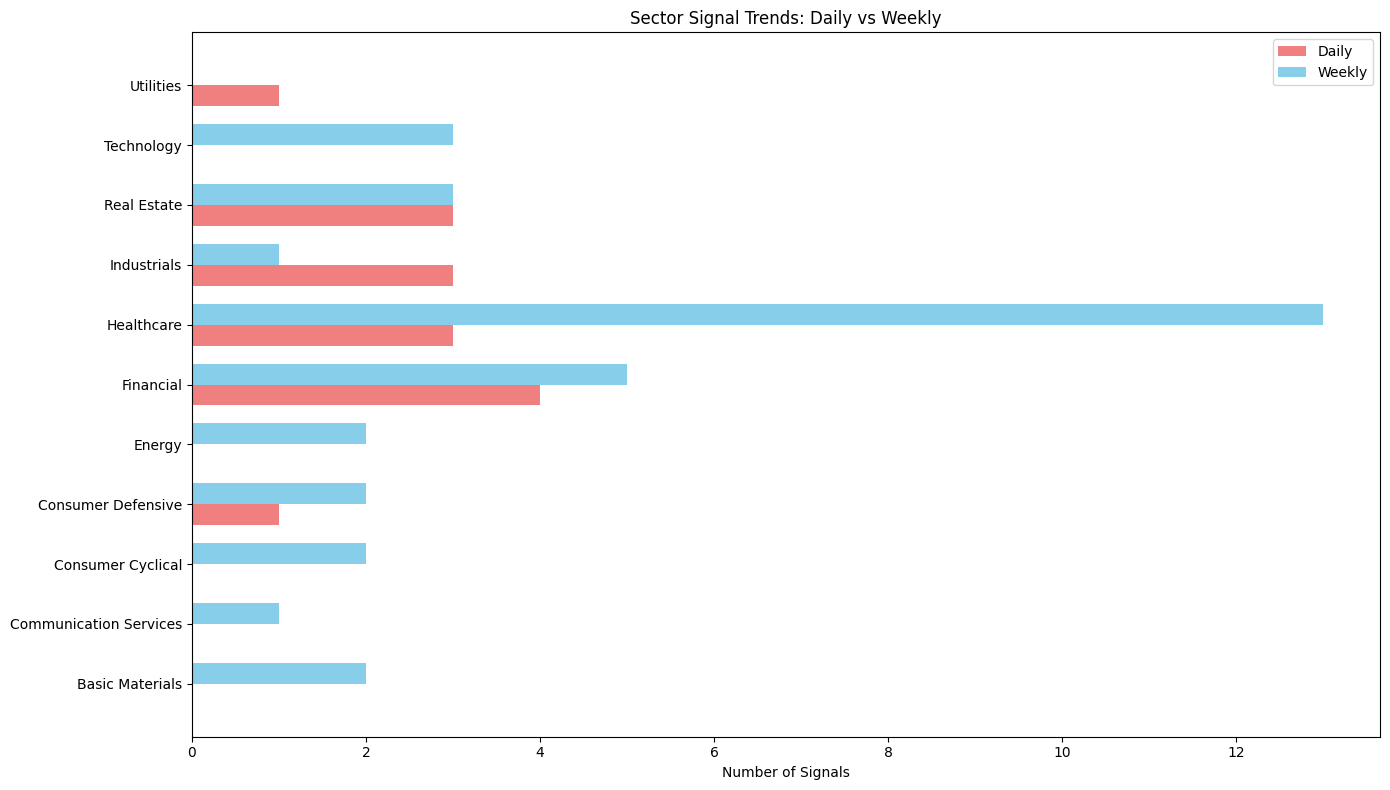 Sector Signal Trends: Daily vs Weekly
Daily
Weekly
Utilities
Technology
Real Estate
Industrials
Healthcare
Financial
Energy
Consumer Defensive
Consumer Cyclical
Communication Services
Basic Materials
0 2 4 6 8 10 12
Number of Signals